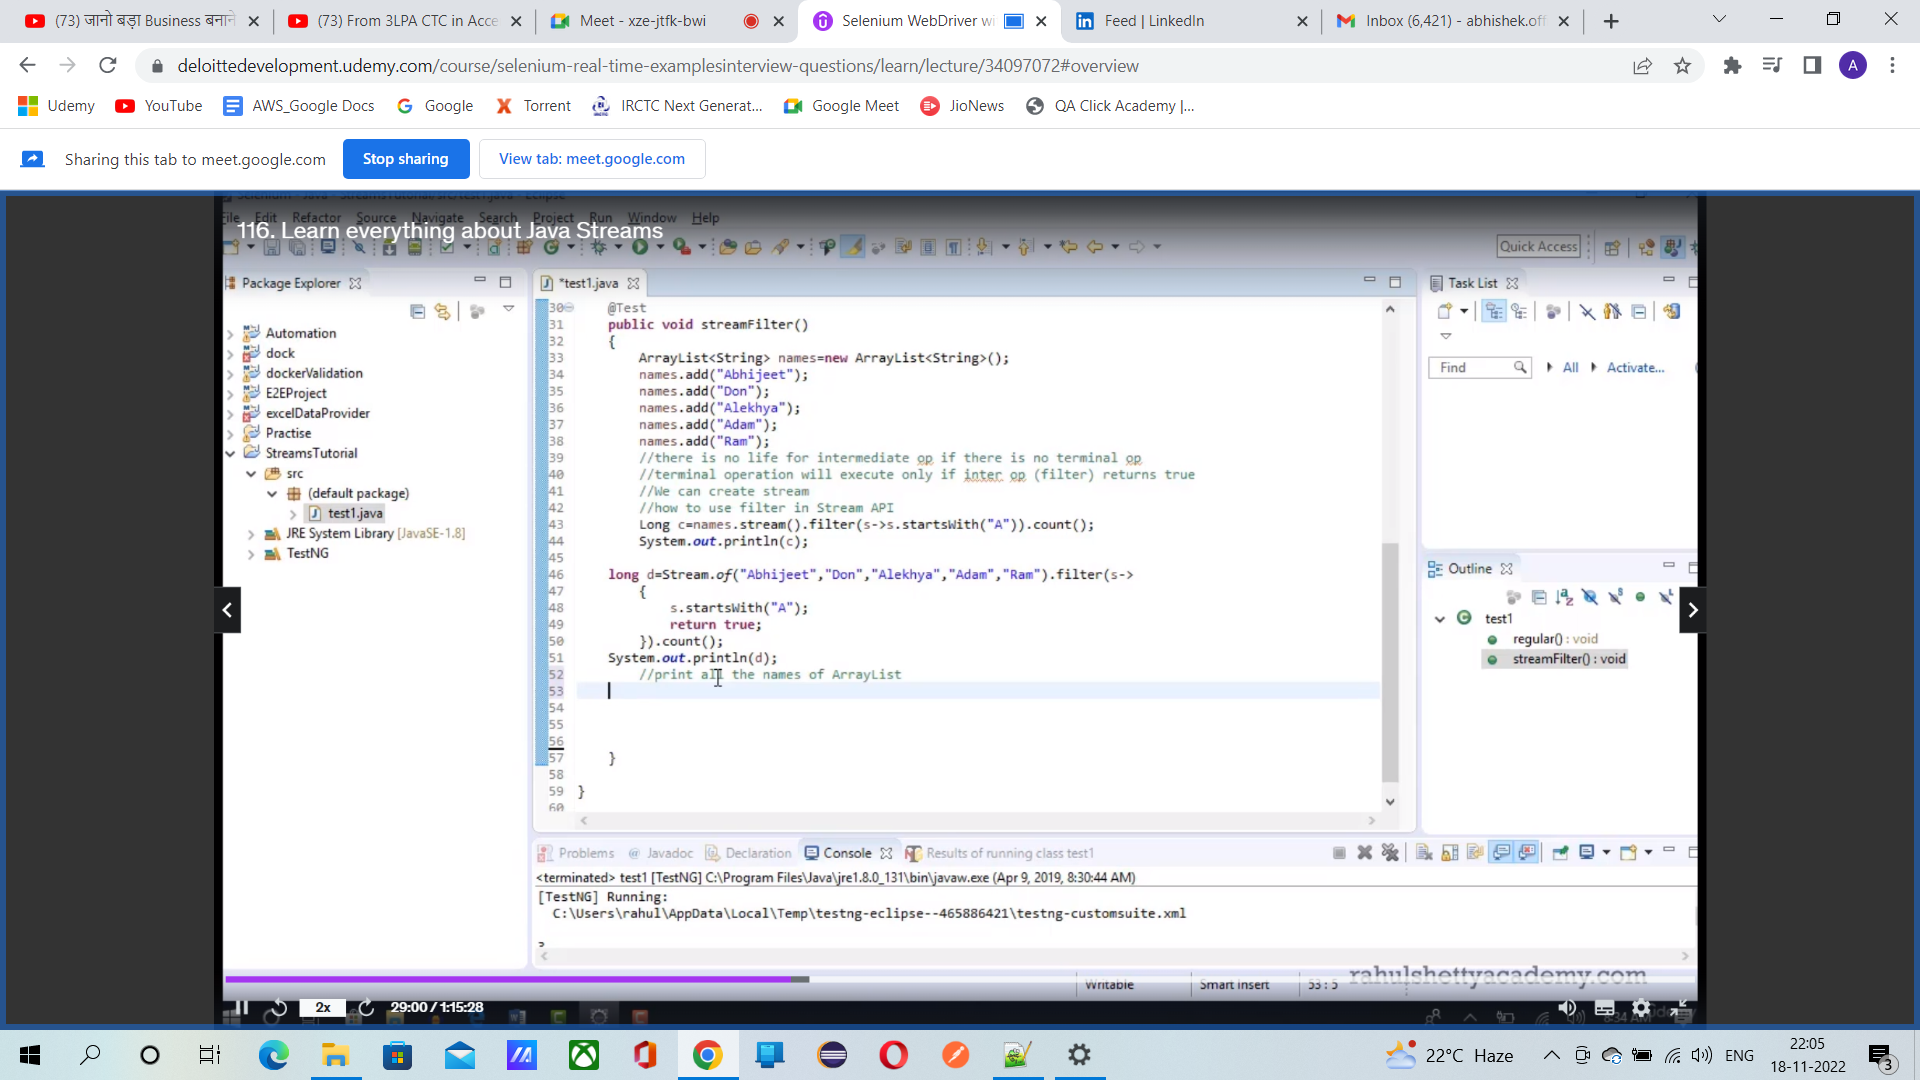 (73) जानो बड़ा Business बनाने
(73) From 3LPA CTC in Acce
Meet - xze-jtfk-bwi
Selenium WebDriver wi
Feed | LinkedIn
Inbox (6,421) - abhishek.off
deloittedevelopment.udemy.com/course/selenium-real-time-examplesinterview-questions/learn/lecture/34097072#overview
A
Udemy
YouTube
AWS_Google Docs
Google
Torrent
IRCTC Next Generat...
Google Meet
JioNews
QA Click Academy |...
Sharing this tab to meet.google.com
Stop sharing
View tab: meet.google.com
File Edit Refactor Source Navigate Search Project Run Window Help
116. Learn everything about Java Streams
Quick Access
Package Explorer
*test1.java
Task List
Automation
dock
dockerValidation
E2EProject
excelDataProvider
Practise
StreamsTutorial
src
(default package)
test1.java
JRE System Library [JavaSE-1.8]
TestNG
30 @Test
31 public void streamFilter()
32 {
33 ArrayList<String> names=new ArrayList<String>();
34 names.add("Abhijeet");
35 names.add("Don");
36 names.add("Alekhya");
37 names.add("Adam");
38 names.add("Ram");
39 //there is no life for intermediate op if there is no terminal op
40 //terminal operation will execute only if inter op (filter) returns true
41 //We can create stream
42 //how to use filter in Stream API
43 Long c=names.stream().filter(s->s.startsWith("A")).count();
44 System.out.println(c);
45
46 long d=Stream.of("Abhijeet","Don","Alekhya","Adam","Ram").filter(s->
47 {
48 s.startsWith("A");
49 return true;
50 }).count();
51 System.out.println(d);
52 //print all the names of ArrayList
53
54
55
56
57 }
58
59 }
60
Find
All
Activate...
Outline
test1
regular() : void
streamFilter() : void
Problems
@ Javadoc
Declaration
Console
Results of running class test1
<terminated> test1 [TestNG] C:\Program Files\Java\jre1.8.0_131\bin\javaw.exe (Apr 9, 2019, 8:30:44 AM)
[TestNG] Running:
C:\Users\rahul\AppData\Local\Temp\testng-eclipse--465886421\testng-customsuite.xml
Writable
Smart insert
53 : 5
rahulshettyacademy.com
2x
29:00 / 1:15:28
22°C Haze
ENG
22:05
18-11-2022
3